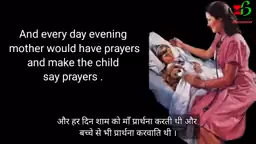 And every day evening
mother would have prayers
and make the child
say prayers .
और हर दिन शाम को माँ प्रार्थना करती थी और
बच्चे से भी प्रार्थना करवाति थी ।